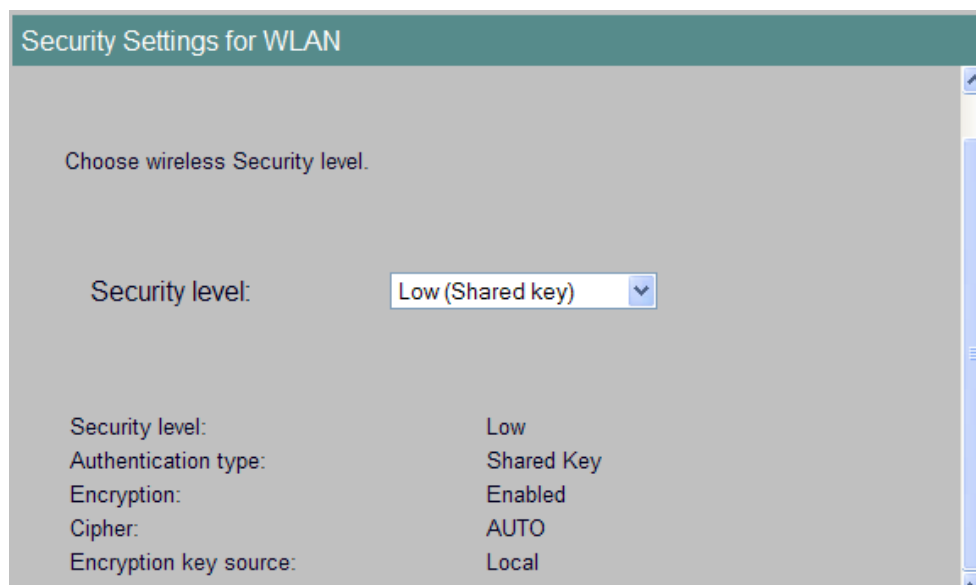 Security Settings for WLAN
Choose wireless Security level.
Security level: Low (Shared key)
Security level: Low
Authentication type: Shared Key
Encryption: Enabled
Cipher: AUTO
Encryption key source: Local